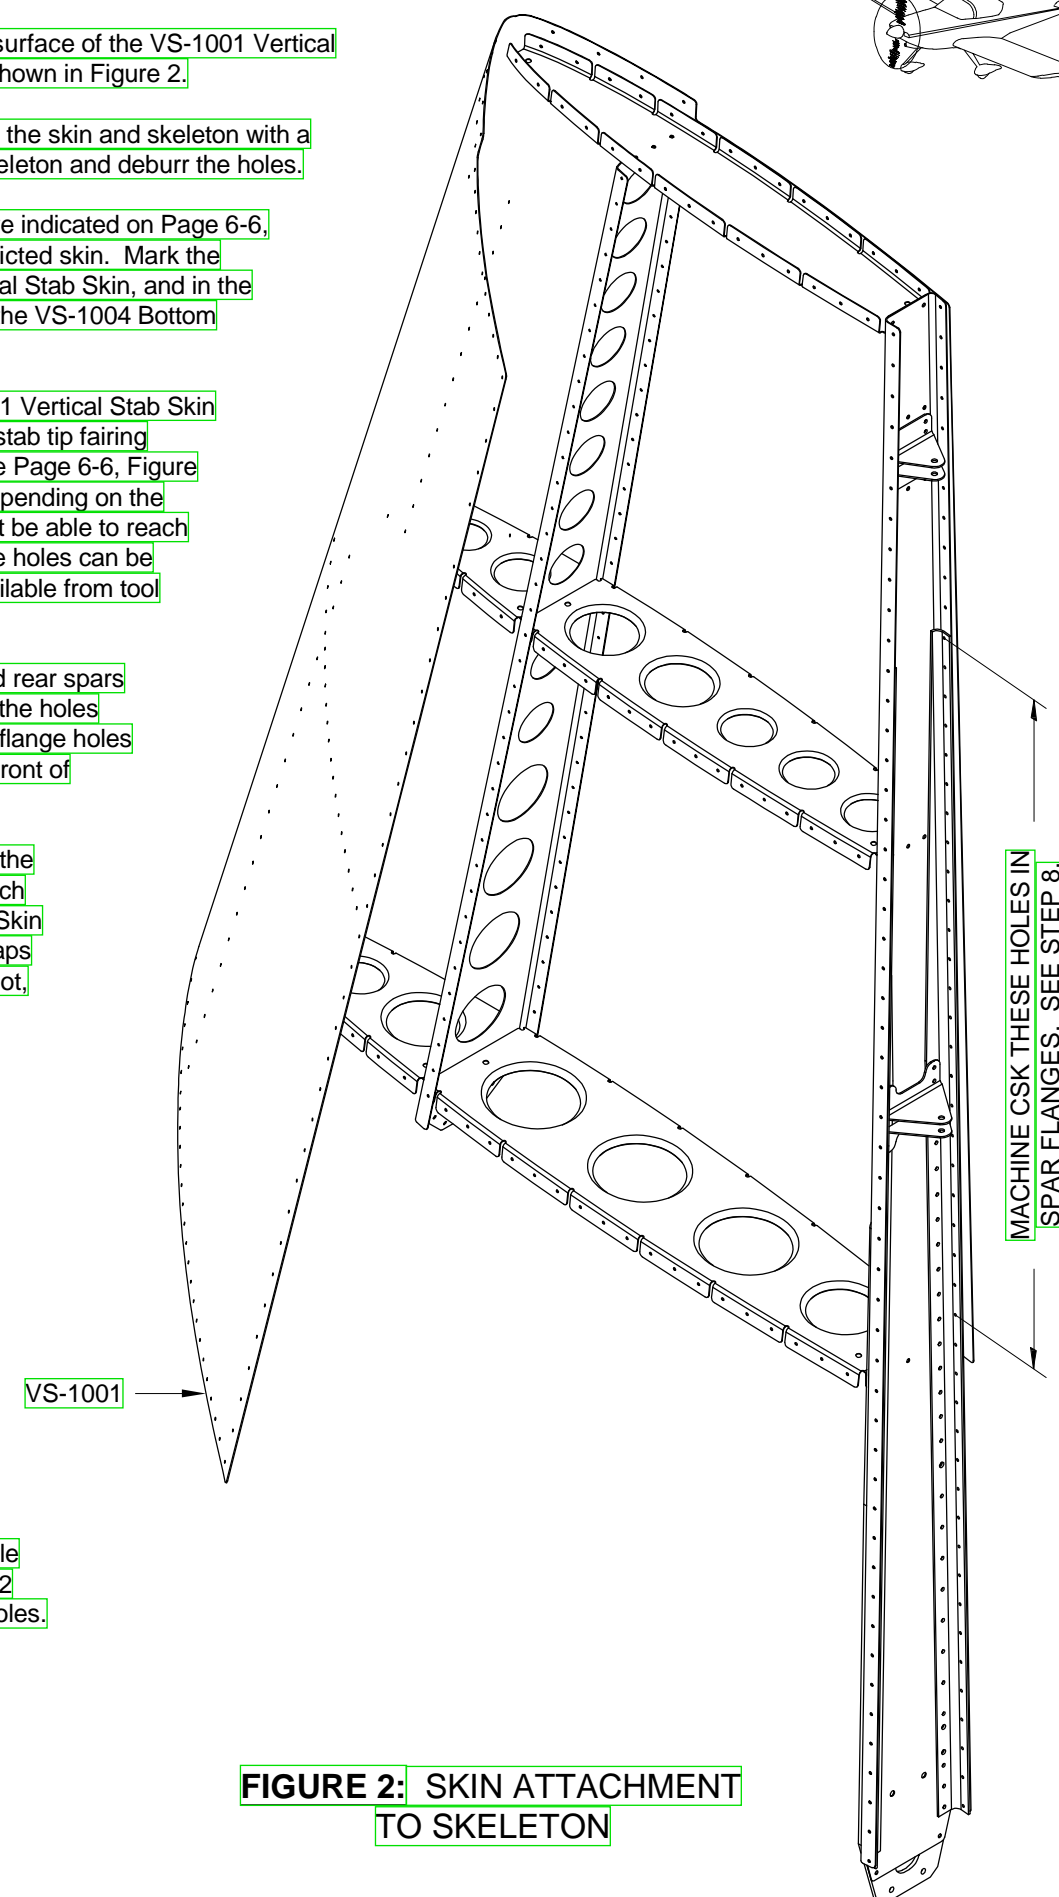 surface of the VS-1001 Vertical
hown in Figure 2.
the skin and skeleton with a
eleton and deburr the holes.
e indicated on Page 6-6,
icted skin.  Mark the
al Stab Skin, and in the
he VS-1004 Bottom
1 Vertical Stab Skin
stab tip fairing
e Page 6-6, Figure
pending on the
t be able to reach
e holes can be
ilable from tool
d rear spars
the holes
flange holes
ront of
the
ch
Skin
aps
ot,
MACHINE CSK THESE HOLES IN
SPAR FLANGES.  SEE STEP 8.
VS-1001
le
2
oles.
FIGURE 2:  SKIN ATTACHMENT
TO SKELETON